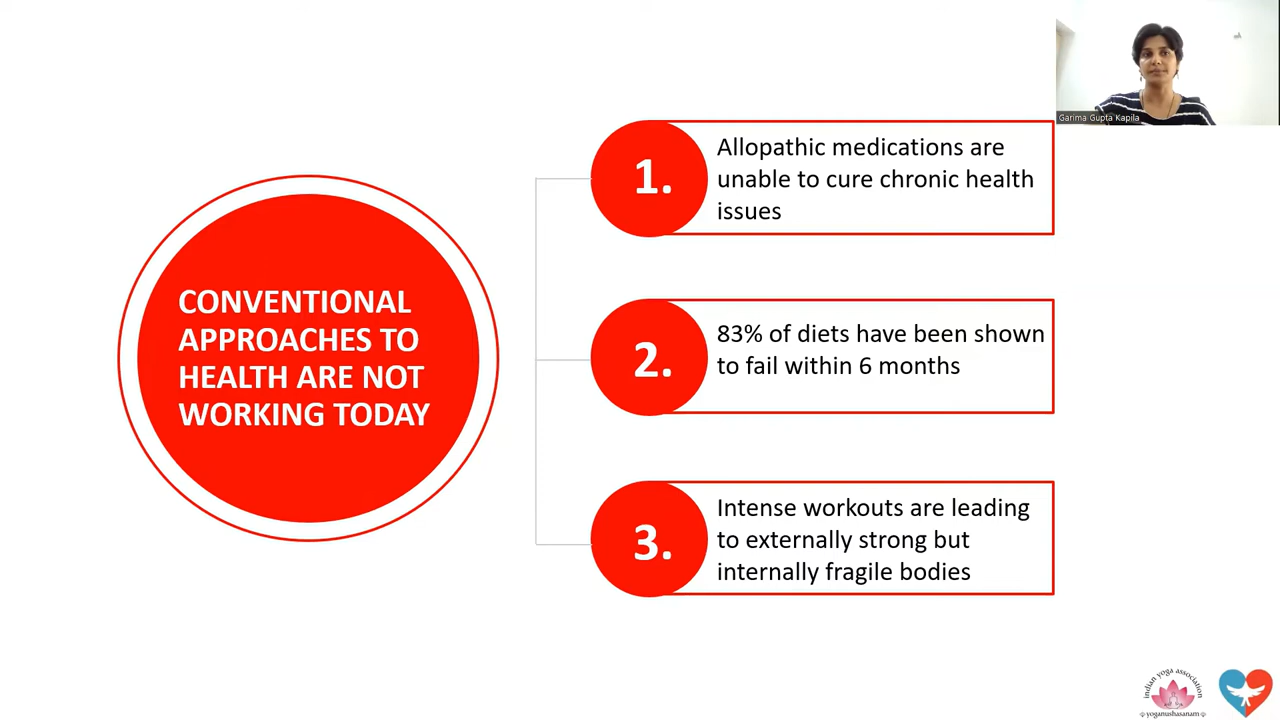 Garima Gupta Kapila
CONVENTIONAL
APPROACHES TO
HEALTH ARE NOT
WORKING TODAY
1.
Allopathic medications are
unable to cure chronic health
issues
2.
83% of diets have been shown
to fail within 6 months
3.
Intense workouts are leading
to externally strong but
internally fragile bodies
indian yoga association
yoganushasanam